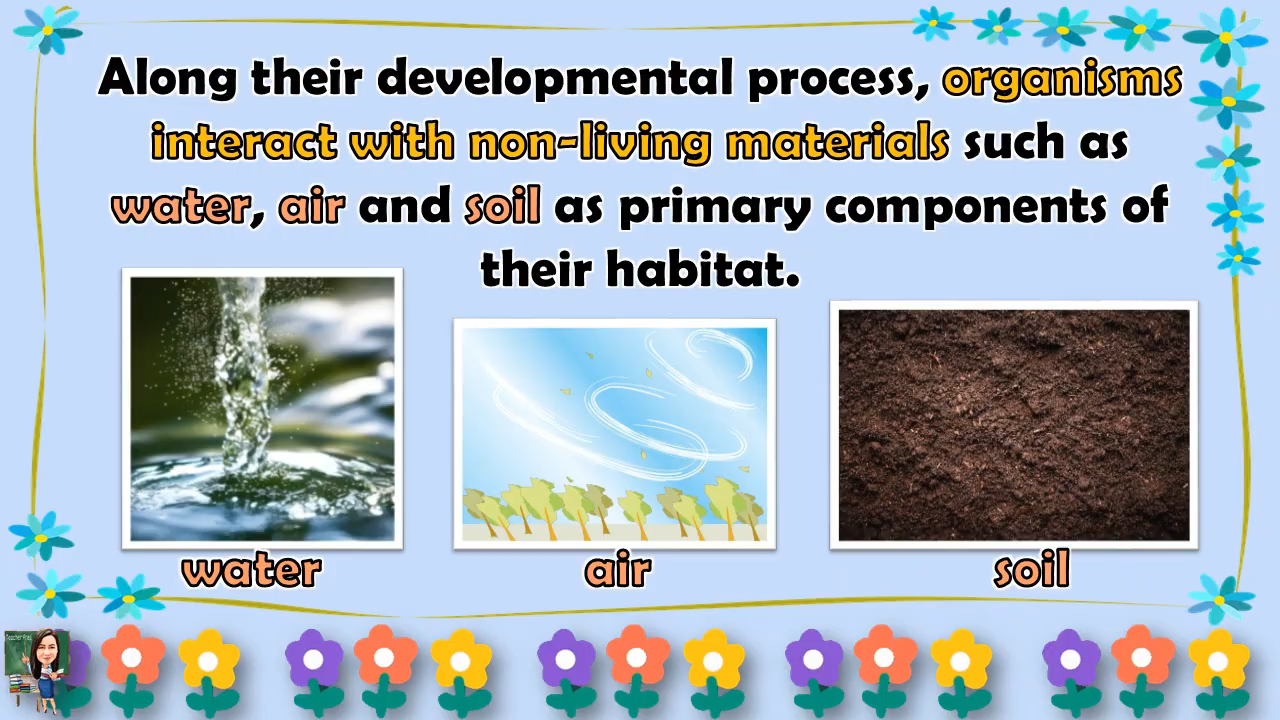 Along their developmental process, organisms
interact with non-living materials such as
water, air and soil as primary components of
their habitat.
water
air
soil